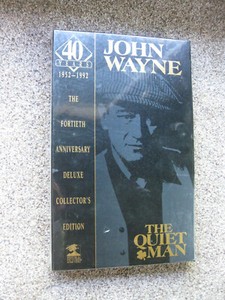 40
YEARS
1952-1992
THE
FORTIETH
ANNIVERSARY
DELUXE
COLLECTOR'S
EDITION
JOHN
WAYNE
THE
QUIET
MAN